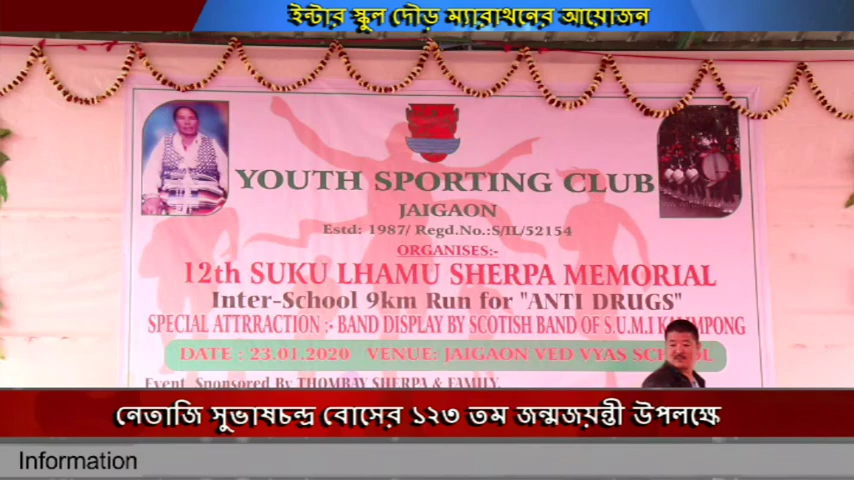 ইন্টার স্কুল দৌড় ম্যারাথনের আয়োজন
YOUTH SPORTING CLUB
JAIGAON
Estd: 1987/ Regd.No.:S/IL/52154
ORGANISES:-
12th SUKU LHAMU SHERPA MEMORIAL
Inter-School 9km Run for "ANTI DRUGS"
SPECIAL ATTRRACTION :- BAND DISPLAY BY SCOTISH BAND OF S.U.M.I KALIMPONG
DATE : 23.01.2020 VENUE: JAIGAON VED VYAS SCHOOL
Event Sponsored By THOMBAY SHERPA & FAMILY.
নেতাজি সুভাষচন্দ্র বোসের ১২৩ তম জন্মজয়ন্তী উপলক্ষে
Information